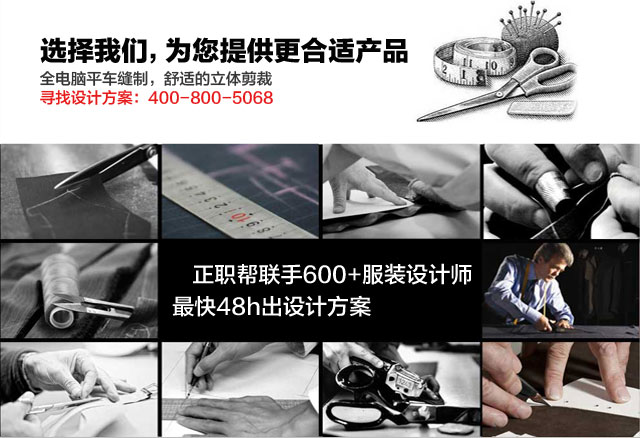 选择我们，为您提供更合适产品
全电脑平车缝制，舒适的立体剪裁
寻找设计方案：400-800-5068
正职帮联手600+服装设计师
最快48h出设计方案